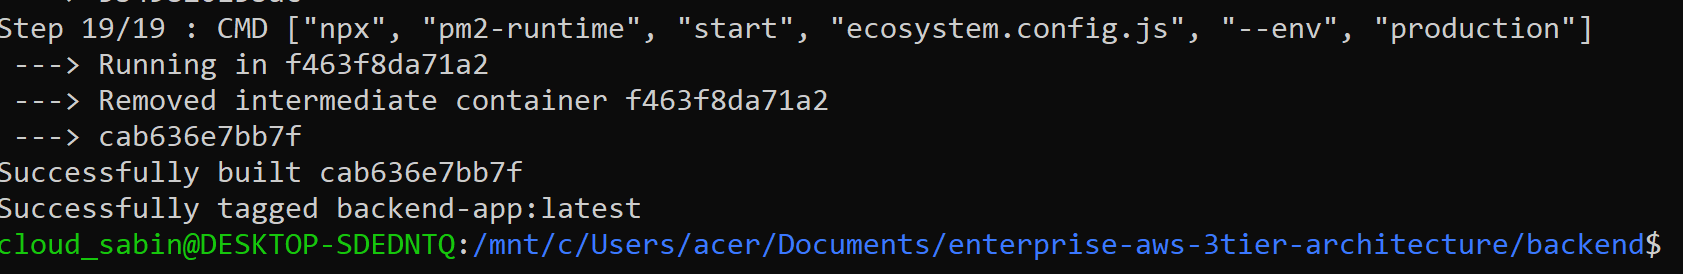 Step 19/19 : CMD ["npx", "pm2-runtime", "start", "ecosystem.config.js", "--env", "production"]
---> Running in f463f8da71a2
---> Removed intermediate container f463f8da71a2
---> cab636e7bb7f
Successfully built cab636e7bb7f
Successfully tagged backend-app:latest
cloud_sabin@DESKTOP-SDEDNTQ:/mnt/c/Users/acer/Documents/enterprise-aws-3tier-architecture/backend$